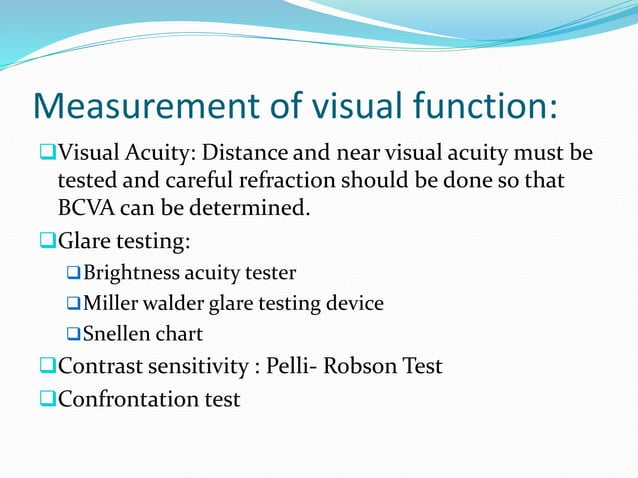 Measurement of visual function:
Visual Acuity: Distance and near visual acuity must be
tested and careful refraction should be done so that
BCVA can be determined.
Glare testing:
Brightness acuity tester
Miller walder glare testing device
Snellen chart
Contrast sensitivity : Pelli- Robson Test
Confrontation test